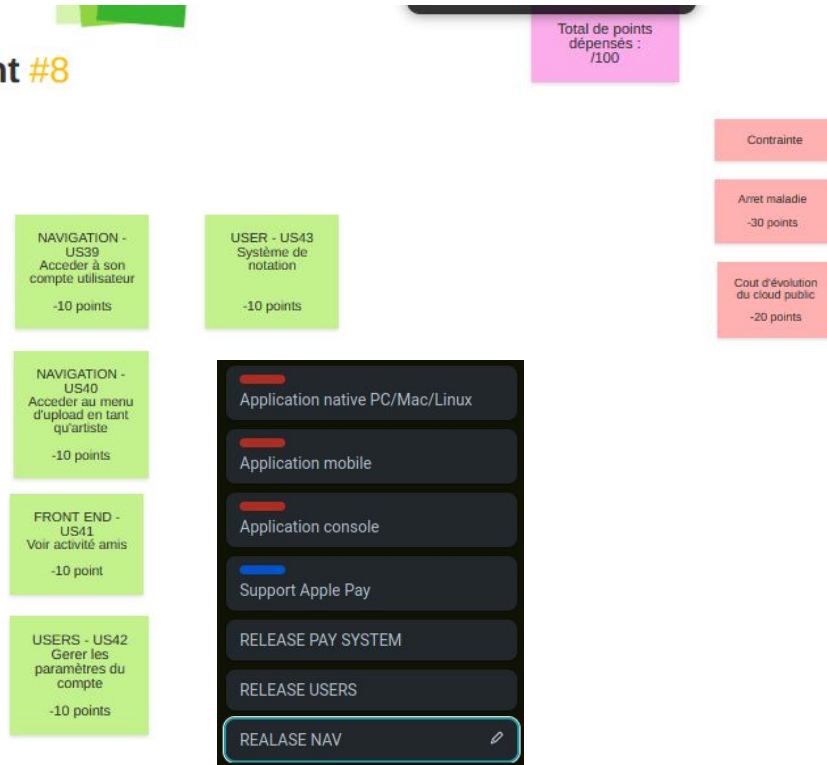 nt #8
Total de points
dépensés :
/100
Contrainte
Arret maladie
-30 points
Cout d'évolution
du cloud public
-20 points
NAVIGATION -
US39
Acceder à son
compte utilisateur
-10 points
USER - US43
Système de
notation
-10 points
NAVIGATION -
US40
Acceder au menu
d'upload en tant
qu'artiste
-10 points
FRONT END -
US41
Voir activité amis
-10 point
USERS - US42
Gerer les
paramètres du
compte
-10 points
Application native PC/Mac/Linux
Application mobile
Application console
Support Apple Pay
RELEASE PAY SYSTEM
RELEASE USERS
REALASE NAV